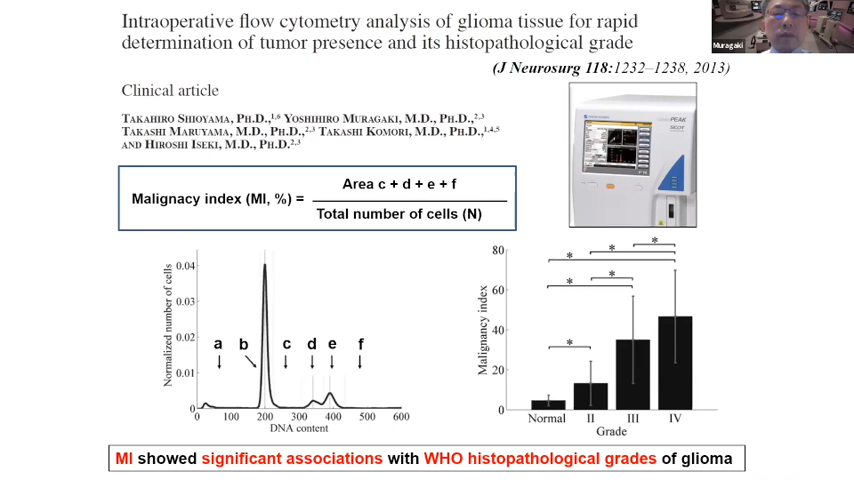 Intraoperative flow cytometry analysis of glioma tissue for rapid
determination of tumor presence and its histopathological grade
Muragaki
(J Neurosurg 118:1232–1238, 2013)
Clinical article
TAKAHIRO SHIOYAMA, PH.D.,1,6 YOSHIHIRO MURAGAKI, M.D., PH.D.,2,3
TAKASHI MARUYAMA, M.D., PH.D.,2,3 TAKASHI KOMORI, M.D., PH.D.,1,4,5
AND HIROSHI ISEKI, M.D., PH.D.2,3
PEAK
Malignacy index (MI, %) =
Area c + d + e + f
Total number of cells (N)
Normalized number of cells
0.04
0.03
0.02
0.01
0
a b c d e f
0 100 200 300 400 500 600
DNA content
Malignancy index
80
60
40
20
0
* * * * * *
Normal II III IV
Grade
MI showed significant associations with WHO histopathological grades of glioma